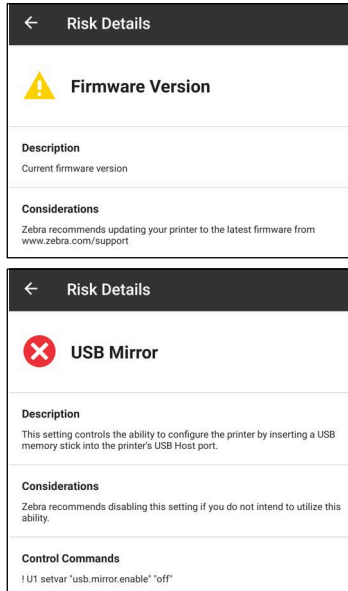 Risk Details
Firmware Version
Description
Current firmware version
Considerations
Zebra recommends updating your printer to the latest firmware from
www.zebra.com/support
Risk Details
USB Mirror
Description
This setting controls the ability to configure the printer by inserting a USB
memory stick into the printer's USB Host port.
Considerations
Zebra recommends disabling this setting if you do not intend to utilize this
ability.
Control Commands
! U1 setvar "usb.mirror.enable" "off"